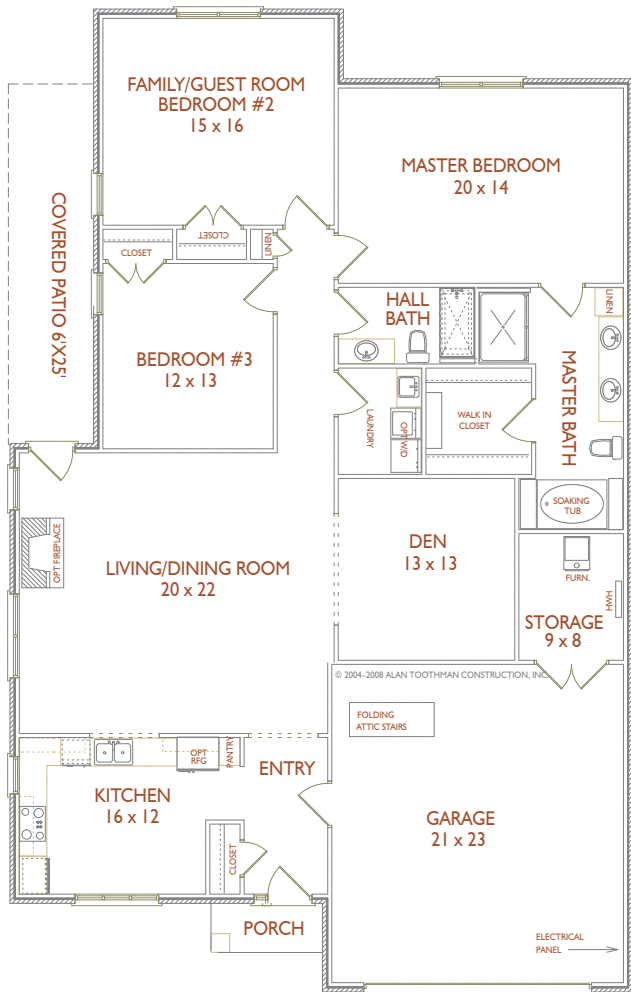 FAMILY/GUEST ROOM
BEDROOM #2
15 x 16
MASTER BEDROOM
20 x 14
COVERED PATIO 6'X25'
CLOSET
CLOSET
LINEN
HALL
BATH
LINEN
BEDROOM #3
12 x 13
MASTER BATH
LAUNDRY
OPT W/D
WALK IN
CLOSET
SOAKING
TUB
OPT FIREPLACE
LIVING/DINING ROOM
20 x 22
DEN
13 x 13
FURN.
HWH
STORAGE
9 x 8
© 2004–2008 ALAN TOOTHMAN CONSTRUCTION, INC.
FOLDING
ATTIC STAIRS
OPT
RFG
PANTRY
ENTRY
KITCHEN
16 x 12
GARAGE
21 x 23
CLOSET
PORCH
ELECTRICAL
PANEL